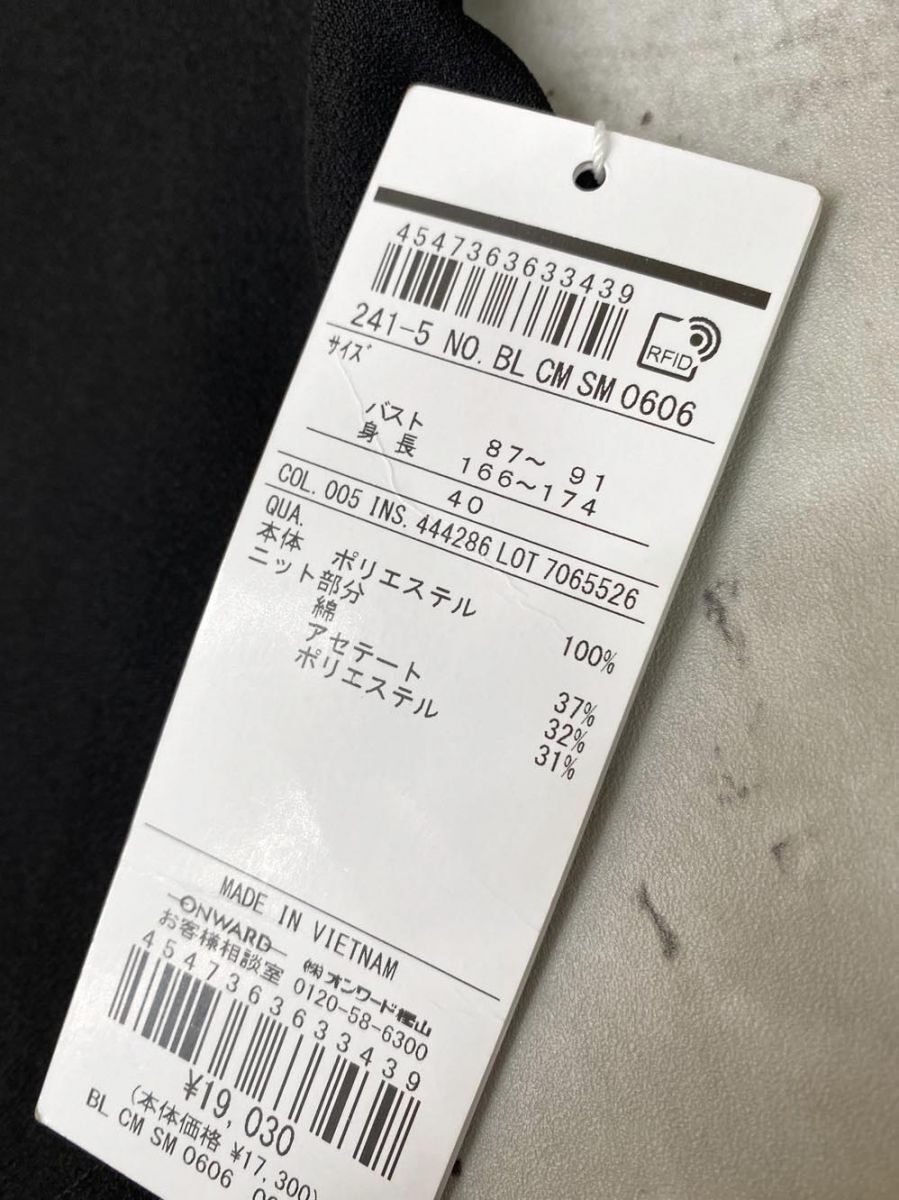 4547363633439
RFID
241-5 NO. BL CM SM 0606
サイズ
バスト 87～ 91
身長 166～174
40
COL. 005 INS. 444286 LOT 7065526
QUA.
本体 ポリエステル 100%
ニット部分
綿 37%
アセテート 32%
ポリエステル 31%
MADE IN VIETNAM
ONWARD ㈱オンワード樫山
お客様相談室 0120-58-6300
4547363633439
¥19,030
(本体価格 ¥17,300)
BL CM SM 0606